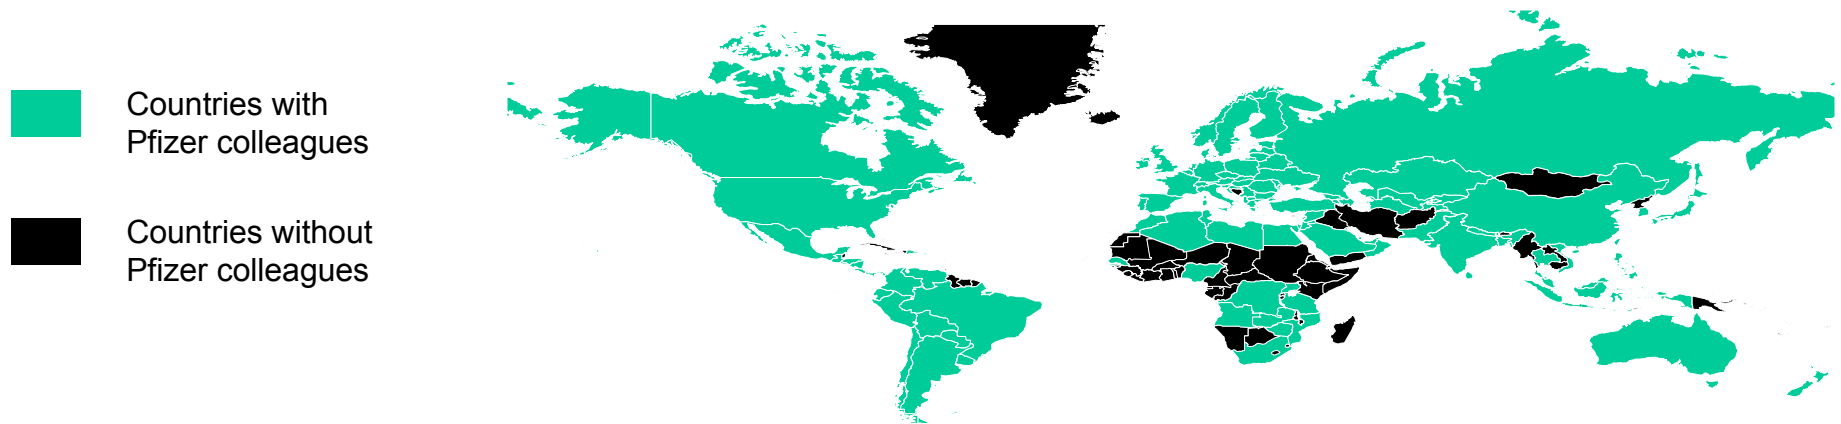 Countries with
Pfizer colleagues
Countries without
Pfizer colleagues